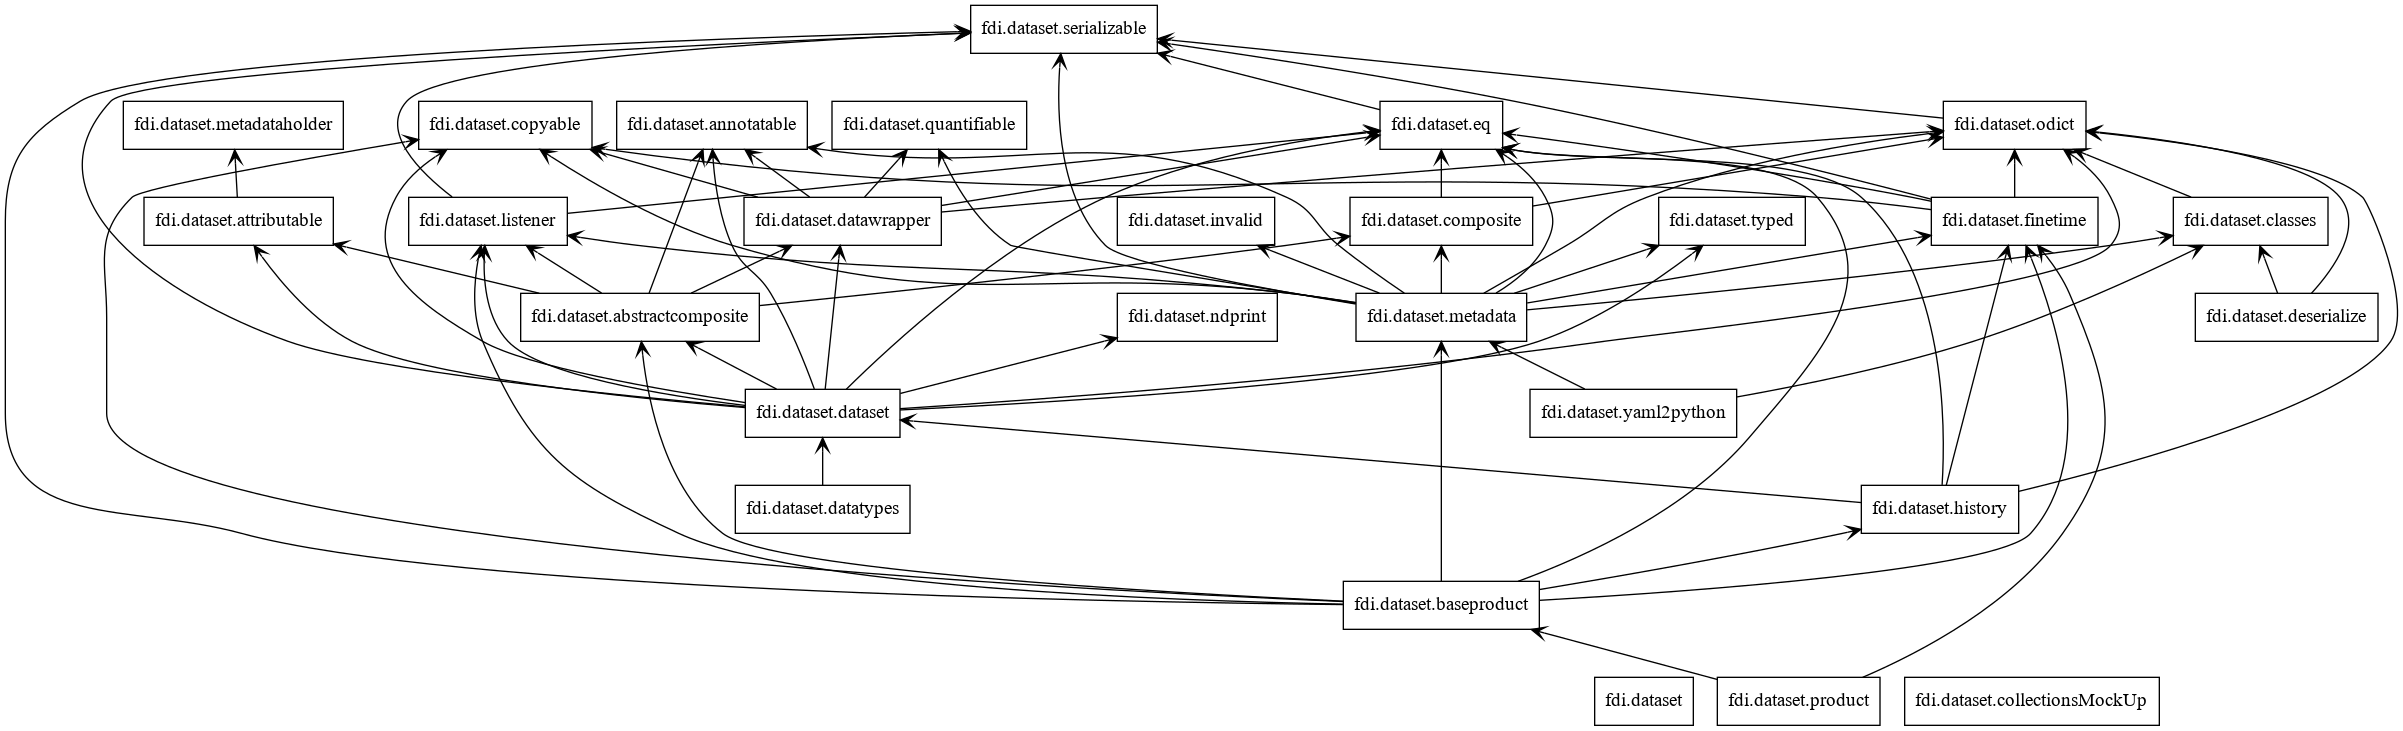 fdi.dataset.serializable
fdi.dataset.metadataholder
fdi.dataset.copyable
fdi.dataset.annotatable
fdi.dataset.quantifiable
fdi.dataset.eq
fdi.dataset.odict
fdi.dataset.attributable
fdi.dataset.listener
fdi.dataset.datawrapper
fdi.dataset.invalid
fdi.dataset.composite
fdi.dataset.typed
fdi.dataset.finetime
fdi.dataset.classes
fdi.dataset.abstractcomposite
fdi.dataset.ndprint
fdi.dataset.metadata
fdi.dataset.deserialize
fdi.dataset.dataset
fdi.dataset.yaml2python
fdi.dataset.datatypes
fdi.dataset.history
fdi.dataset.baseproduct
fdi.dataset
fdi.dataset.product
fdi.dataset.collectionsMockUp